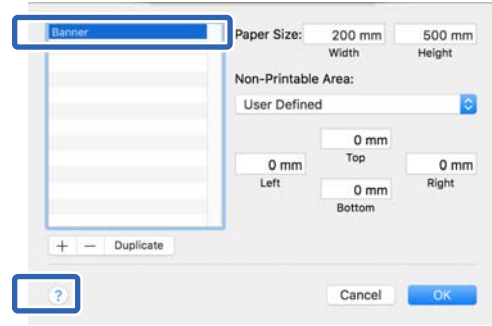 Banner
Paper Size: 200 mm 500 mm
Width Height
Non-Printable Area:
User Defined
0 mm
Top
0 mm 0 mm
Left Right
0 mm
Bottom
+ − Duplicate
? Cancel OK